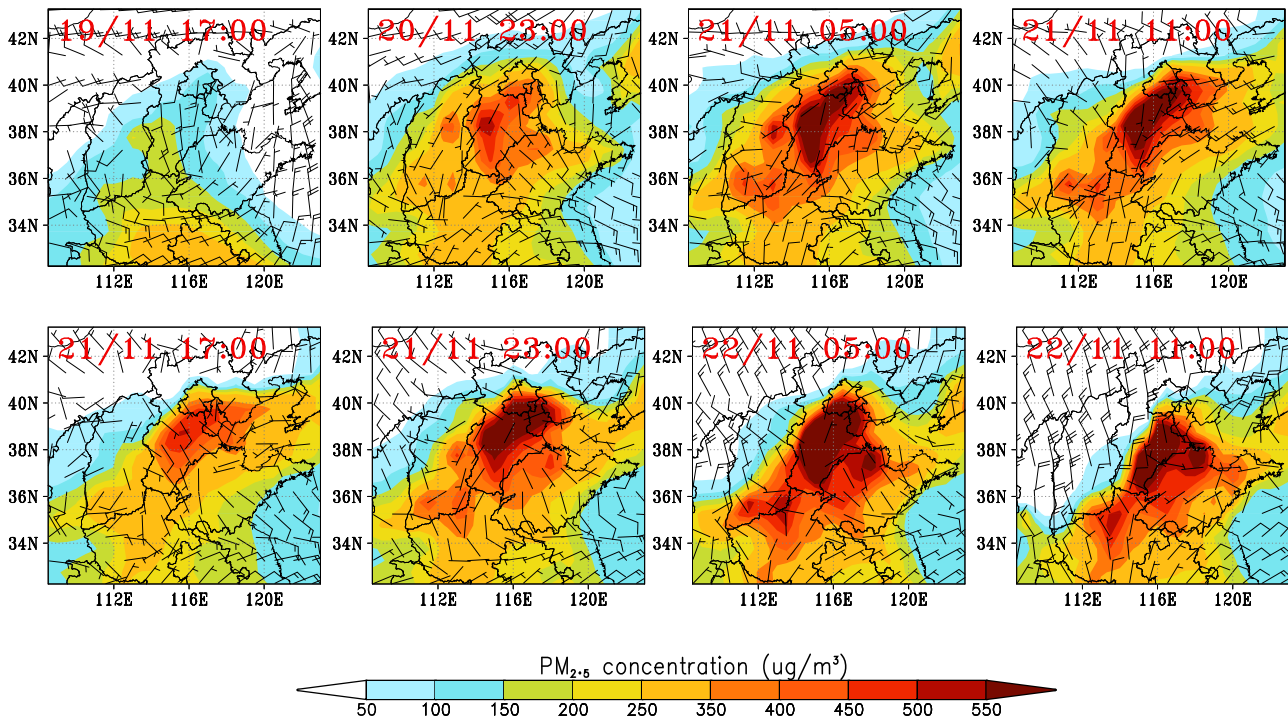 19/11 17:00 20/11 23:00 21/11 05:00 21/11 11:00
42N 42N 42N 42N
40N 40N 40N 40N
38N 38N 38N 38N
36N 36N 36N 36N
34N 34N 34N 34N
112E 116E 120E 112E 116E 120E 112E 116E 120E 112E 116E 120E
21/11 17:00 21/11 23:00 22/11 05:00 22/11 11:00
42N 42N 42N 42N
40N 40N 40N 40N
38N 38N 38N 38N
36N 36N 36N 36N
34N 34N 34N 34N
112E 116E 120E 112E 116E 120E 112E 116E 120E 112E 116E 120E
PM₂.₅ concentration (ug/m³)
50 100 150 200 250 350 400 450 500 550